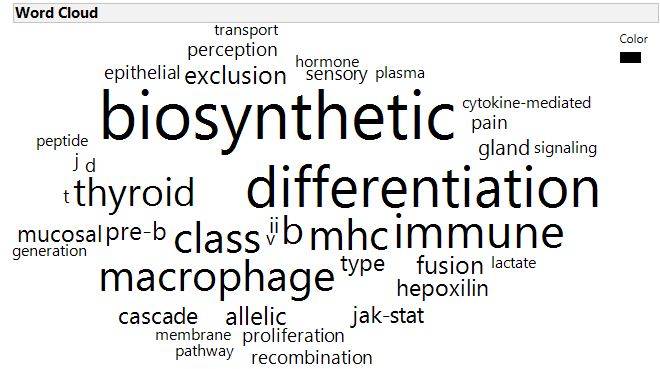 Word Cloud
transport
Color
perception
hormone
epithelial exclusion sensory plasma
biosynthetic cytokine-mediated
pain
peptide gland signaling
j d
t thyroid differentiation
mucosal pre-b class ii v b mhc immune
generation
macrophage type fusion lactate
hepoxilin
cascade allelic jak-stat
membrane proliferation
pathway recombination